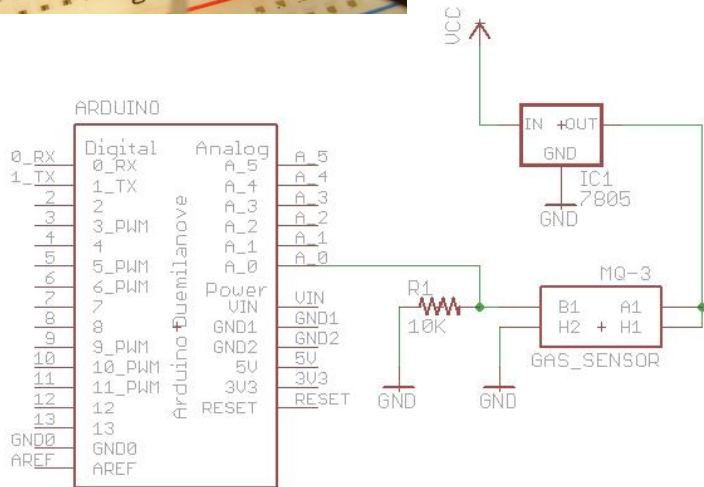 VCC
ARDUINO
Digital Analog
0_RX 0_RX A_5 A_5
1_TX 1_TX A_4 A_4
2 2 A_3 A_3
3 3_PWM A_2 A_2
4 4 A_1 A_1
5 5_PWM A_0 A_0
6 6_PWM Power
7 7 VIN VIN
8 8 GND1 GND1
9 9_PWM GND2 GND2
10 10_PWM 5V 5V
11 11_PWM 3V3 3V3
12 12 RESET RESET
13 13
GND0 GND0
AREF AREF
Arduino Duemilanove
IN +OUT
GND
IC1
7805
GND
R1
10K
GND
MQ-3
B1 A1
H2 + H1
GAS_SENSOR
GND